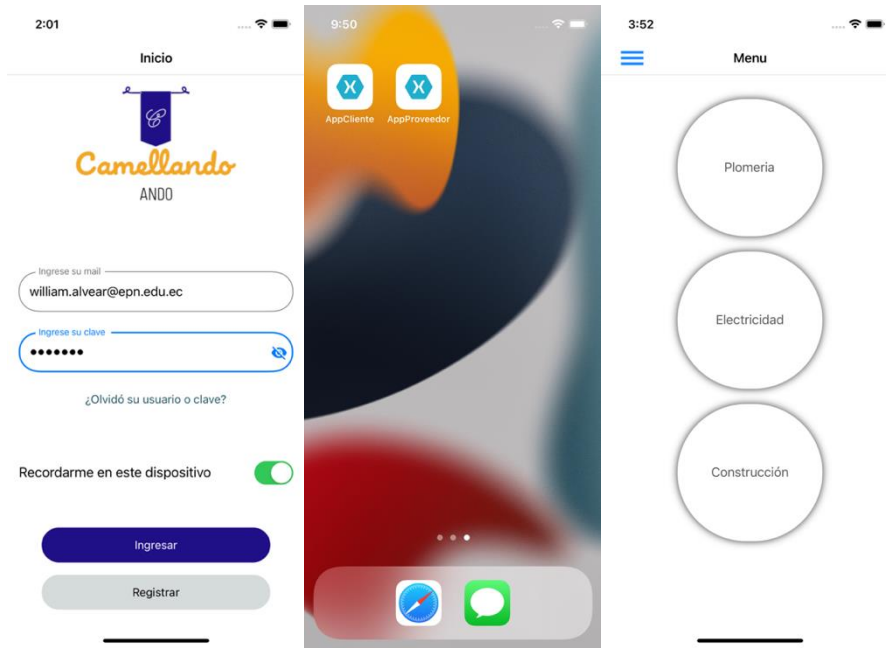 2:01
Inicio
C
Camellando
ANDO
Ingrese su mail
william.alvear@epn.edu.ec
Ingrese su clave
•••••••
¿Olvidó su usuario o clave?
Recordarme en este dispositivo
Ingresar
Registrar
9:50
AppCliente AppProveedor
3:52
Menu
Plomeria
Electricidad
Construcción